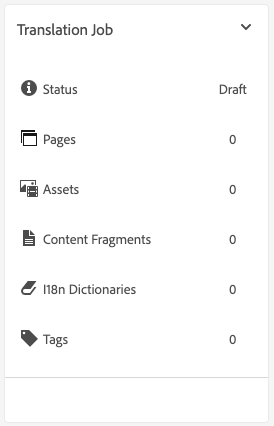 Translation Job
Status Draft
Pages 0
Assets 0
Content Fragments 0
I18n Dictionaries 0
Tags 0